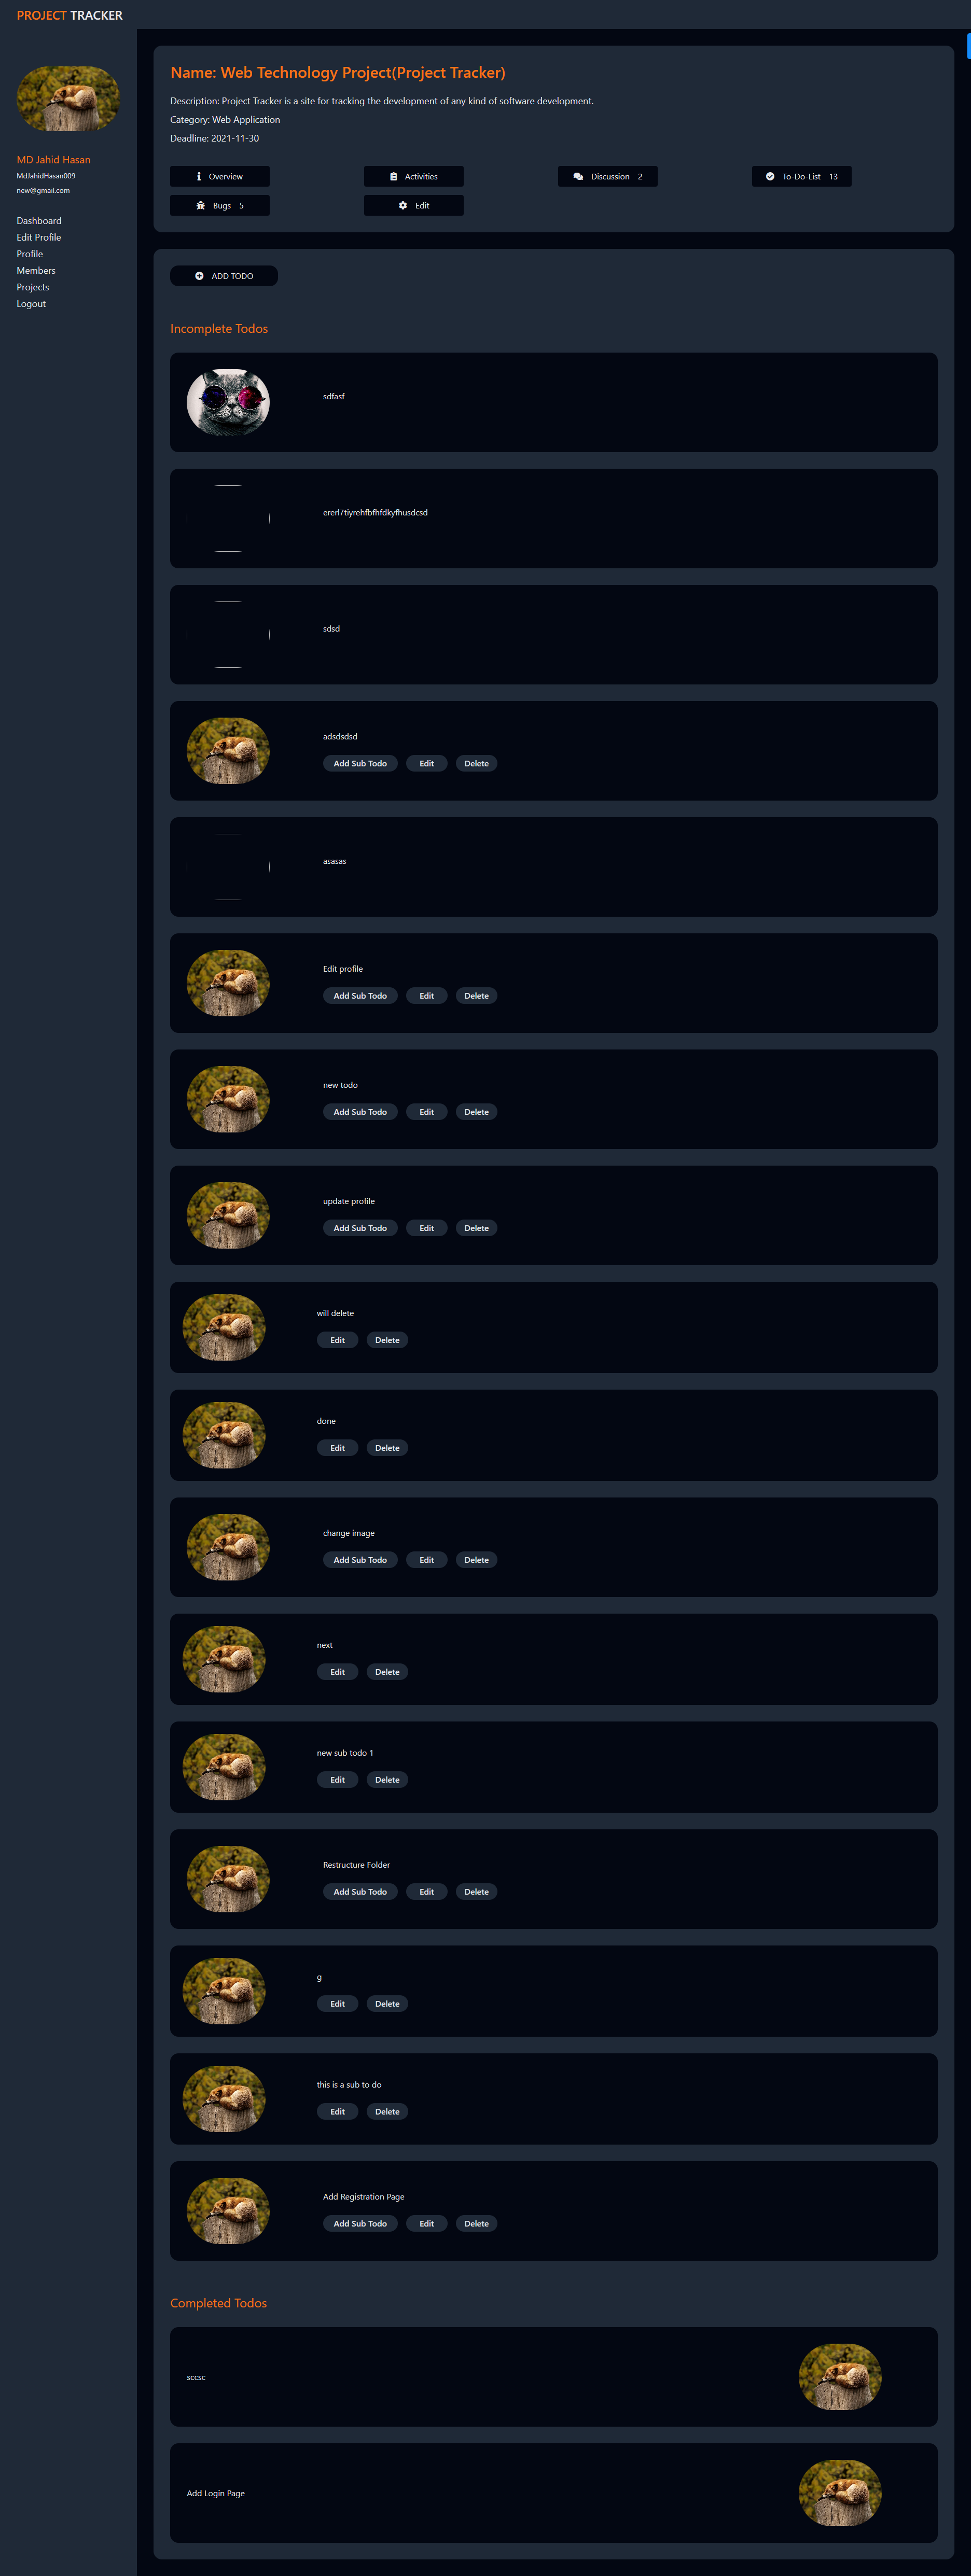 PROJECT TRACKER
MD Jahid Hasan
MdJahidHasan009
new@gmail.com
Dashboard
Edit Profile
Profile
Members
Projects
Logout
Name: Web Technology Project(Project Tracker)
Description: Project Tracker is a site for tracking the development of any kind of software development.
Category: Web Application
Deadline: 2021-11-30
Overview Activities Discussion 2 To-Do-List 13
Bugs 5 Edit
ADD TODO
Incomplete Todos
sdfasf
ererl7tiyrehfbfhfdkyfhusdcsd
sdsd
adsdsdsd
Add Sub Todo Edit Delete
asasas
Edit profile
Add Sub Todo Edit Delete
new todo
Add Sub Todo Edit Delete
update profile
Add Sub Todo Edit Delete
will delete
Edit Delete
done
Edit Delete
change image
Add Sub Todo Edit Delete
next
Edit Delete
new sub todo 1
Edit Delete
Restructure Folder
Add Sub Todo Edit Delete
g
Edit Delete
this is a sub to do
Edit Delete
Add Registration Page
Add Sub Todo Edit Delete
Completed Todos
sccsc
Add Login Page